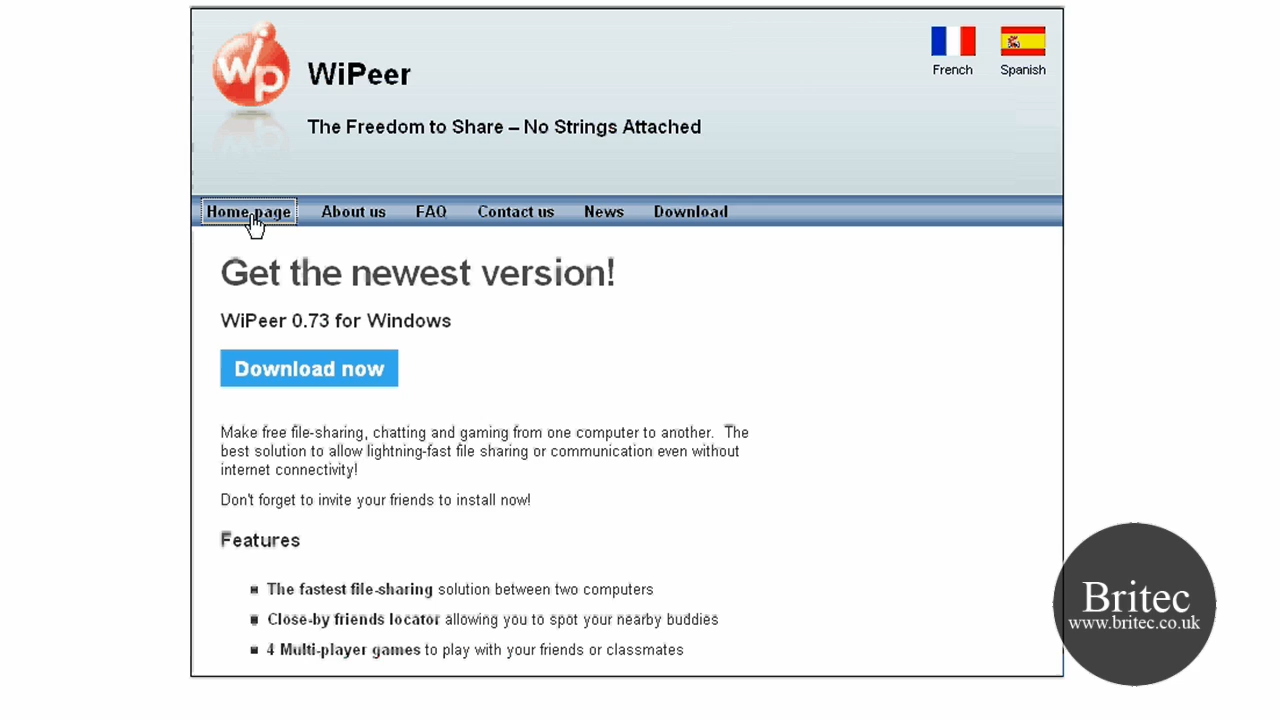 wp
WiPeer
The Freedom to Share – No Strings Attached
French
Spanish
Home page
About us
FAQ
Contact us
News
Download
Get the newest version!
WiPeer 0.73 for Windows
Download now
Make free file-sharing, chatting and gaming from one computer to another. The
best solution to allow lightning-fast file sharing or communication even without
internet connectivity!
Don't forget to invite your friends to install now!
Features
The fastest file-sharing solution between two computers
Close-by friends locator allowing you to spot your nearby buddies
4 Multi-player games to play with your friends or classmates
Britec
www.britec.co.uk